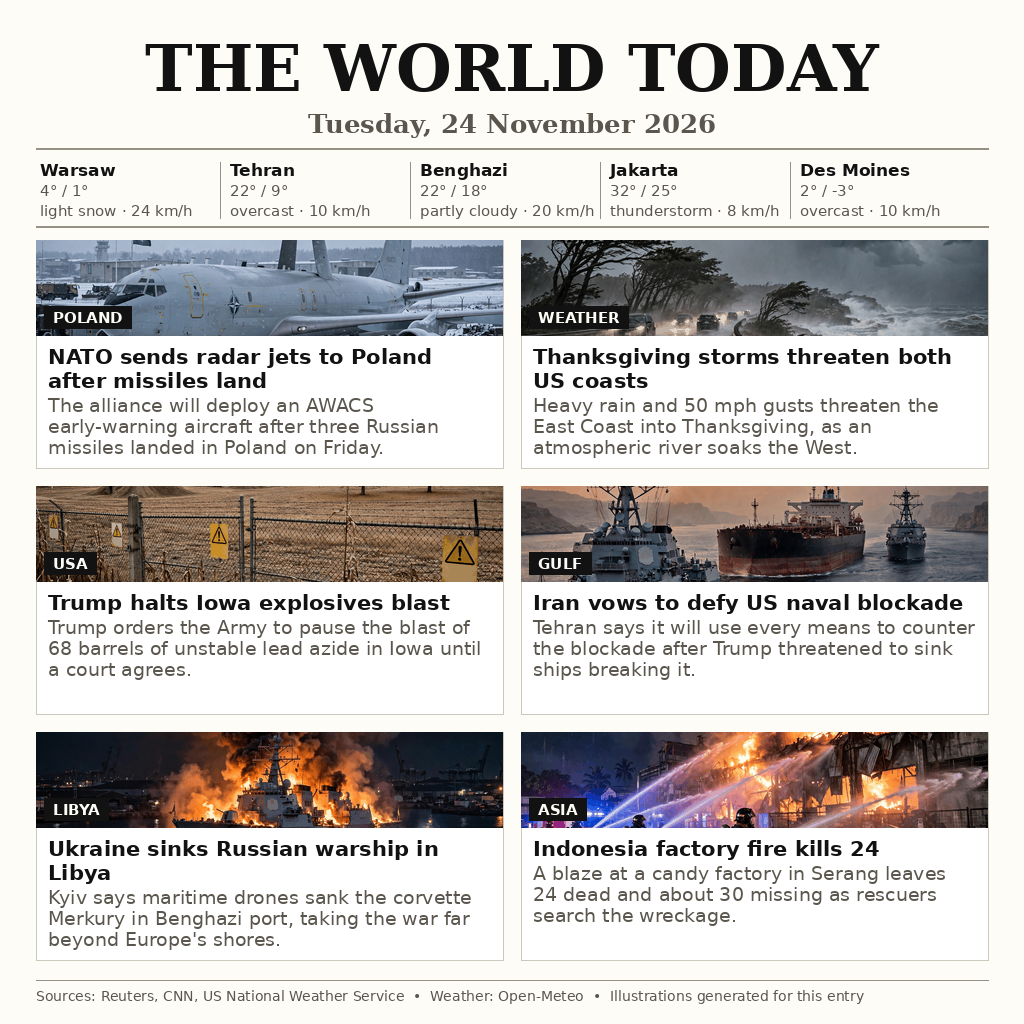 THE WORLD TODAY
Tuesday, 24 November 2026
Warsaw
4° / 1°
light snow · 24 km/h
Tehran
22° / 9°
overcast · 10 km/h
Benghazi
22° / 18°
partly cloudy · 20 km/h
Jakarta
32° / 25°
thunderstorm · 8 km/h
Des Moines
2° / -3°
overcast · 10 km/h
POLAND
NATO sends radar jets to Poland
after missiles land
The alliance will deploy an AWACS
early-warning aircraft after three Russian
missiles landed in Poland on Friday.
WEATHER
Thanksgiving storms threaten both
US coasts
Heavy rain and 50 mph gusts threaten the
East Coast into Thanksgiving, as an
atmospheric river soaks the West.
USA
Trump halts Iowa explosives blast
Trump orders the Army to pause the blast of
68 barrels of unstable lead azide in Iowa until
a court agrees.
GULF
Iran vows to defy US naval blockade
Tehran says it will use every means to counter
the blockade after Trump threatened to sink
ships breaking it.
LIBYA
Ukraine sinks Russian warship in
Libya
Kyiv says maritime drones sank the corvette
Merkury in Benghazi port, taking the war far
beyond Europe's shores.
ASIA
Indonesia factory fire kills 24
A blaze at a candy factory in Serang leaves
24 dead and about 30 missing as rescuers
search the wreckage.
Sources: Reuters, CNN, US National Weather Service • Weather: Open-Meteo • Illustrations generated for this entry